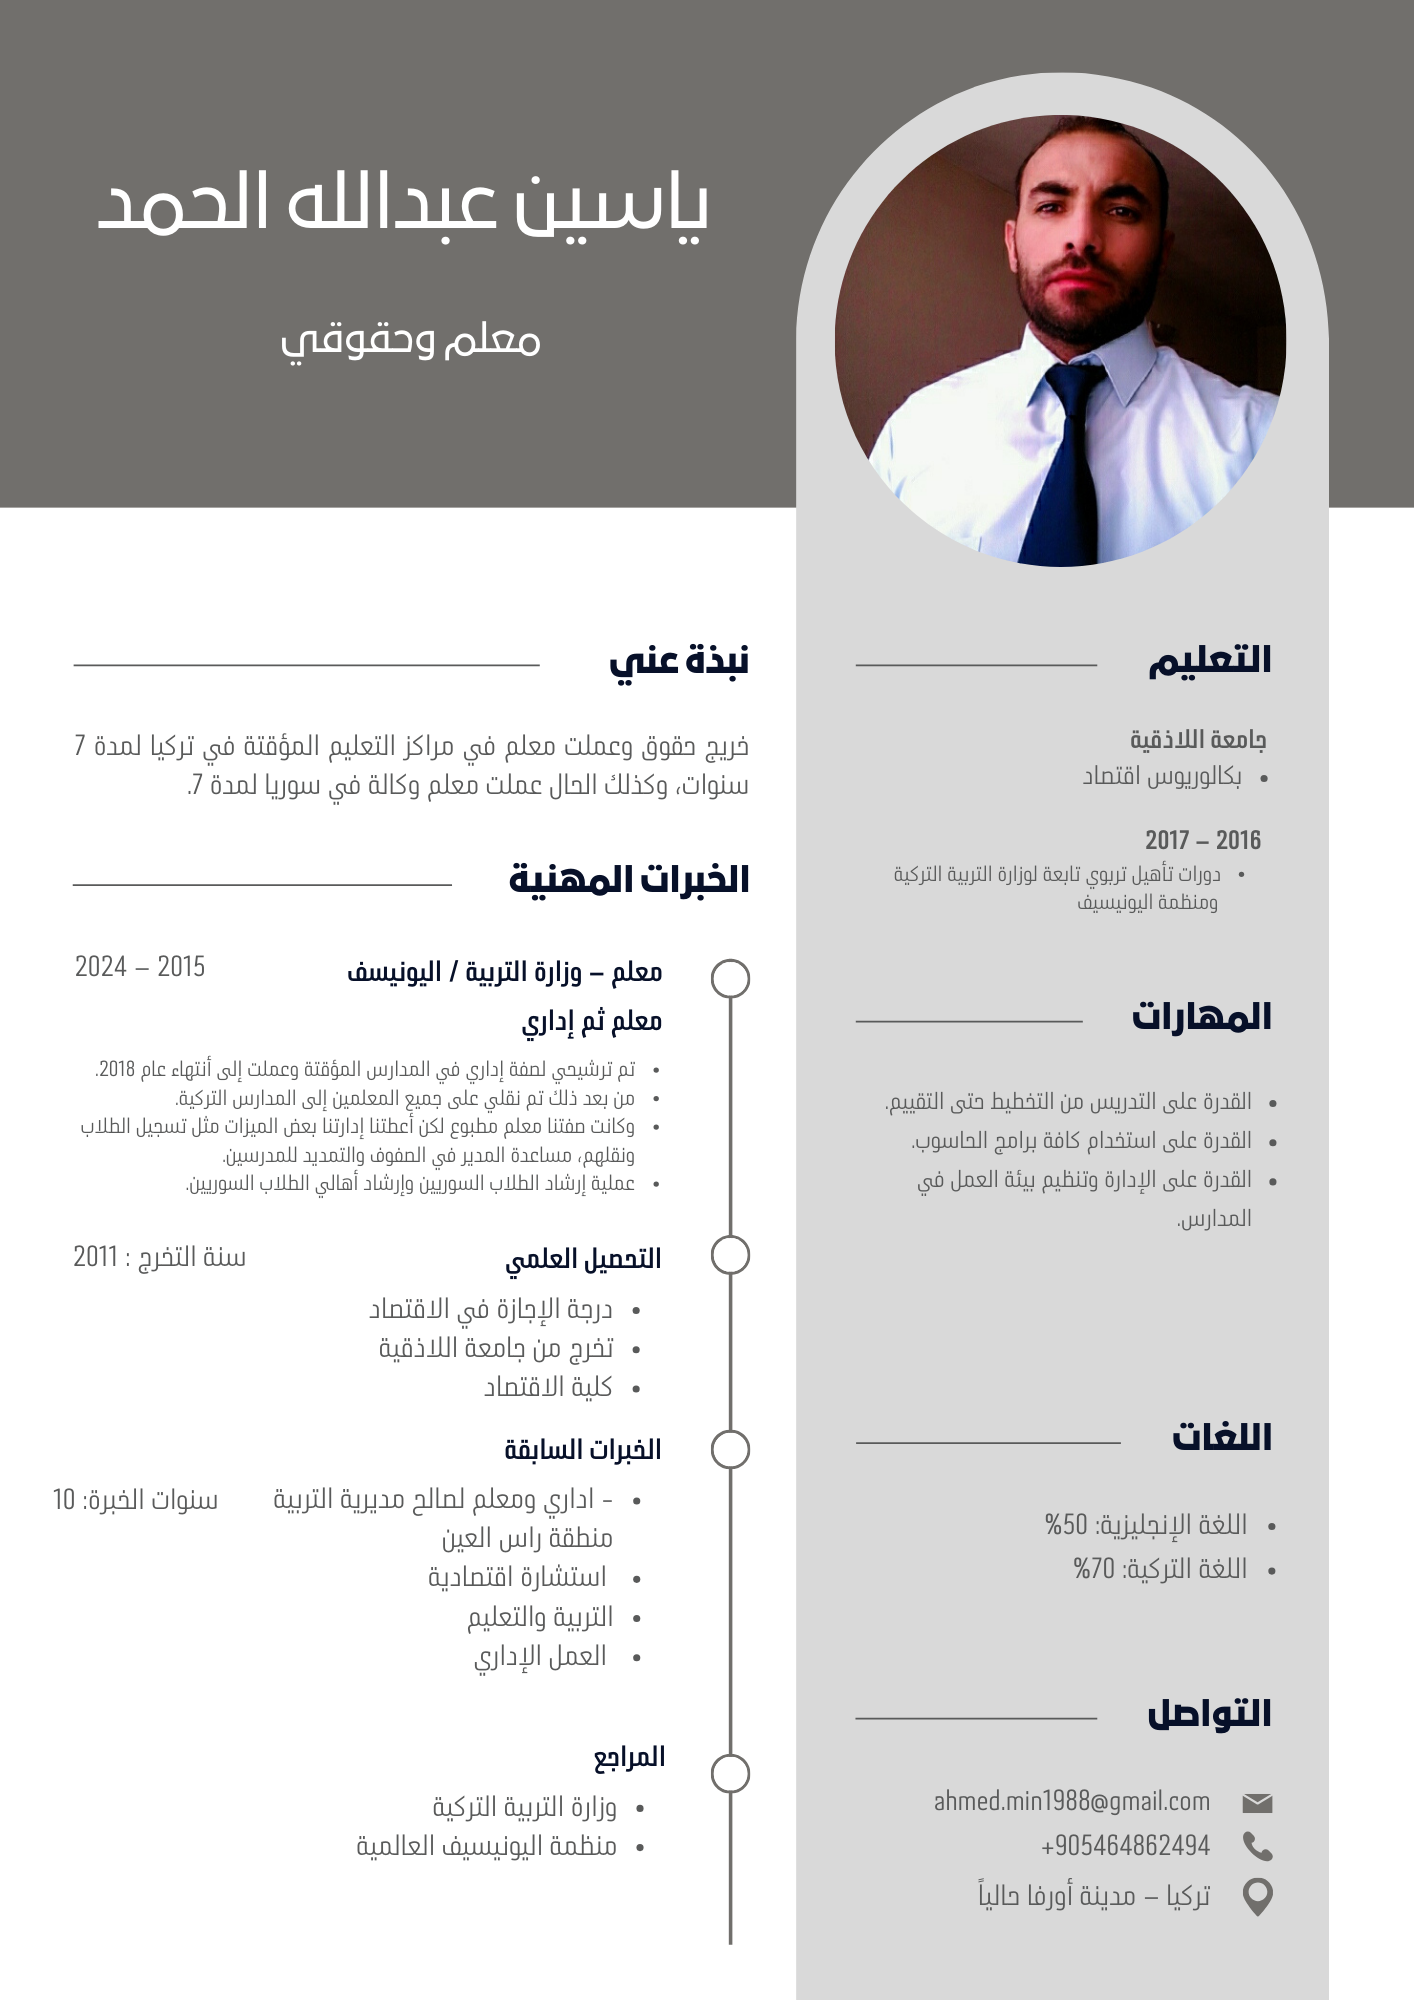 ياسين عبدالله الحمد
معلم وحقوقي
نبذة عني
خريج حقوق وعملت معلم في مراكز التعليم المؤقتة في تركيا لمدة 7
سنوات، وكذلك الحال عملت معلم وكالة في سوريا لمدة 7.
الخبرات المهنية
معلم – وزارة التربية / اليونيسف
2015 – 2024
معلم ثم إداري
• تم ترشيحي لصفة إداري في المدارس المؤقتة وعملت إلى أنتهاء عام 2018.
• من بعد ذلك تم نقلي على جميع المعلمين إلى المدارس التركية.
• وكانت صفتنا معلم مطبوع لكن أعطتنا إدارتنا بعض الميزات مثل تسجيل الطلاب
ونقلهم، مساعدة المدير في الصفوف والتمديد للمدرسين.
• عملية إرشاد الطلاب السوريين وإرشاد أهالي الطلاب السوريين.
التحصيل العلمي
سنة التخرج : 2011
• درجة الإجازة في الاقتصاد
• تخرج من جامعة اللاذقية
• كلية الاقتصاد
الخبرات السابقة
• - اداري ومعلم لصالح مديرية التربية
منطقة راس العين
سنوات الخبرة: 10
• استشارة اقتصادية
• التربية والتعليم
• العمل الإداري
المراجع
• وزارة التربية التركية
• منظمة اليونيسيف العالمية
التعليم
جامعة اللاذقية
• بكالوريوس اقتصاد
2016 – 2017
• دورات تأهيل تربوي تابعة لوزارة التربية التركية
ومنظمة اليونيسيف
المهارات
• القدرة على التدريس من التخطيط حتى التقييم.
• القدرة على استخدام كافة برامج الحاسوب.
• القدرة على الإدارة وتنظيم بيئة العمل في
المدارس.
اللغات
• اللغة الإنجليزية: 50%
• اللغة التركية: 70%
التواصل
ahmed.min1988@gmail.com
+905464862494
تركيا – مدينة أورفا حالياً